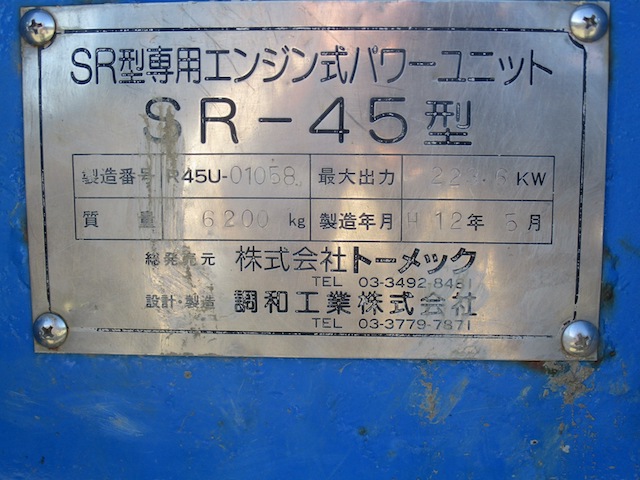 SR型専用エンジン式パワーユニット
SR-45型
製造番号 R45U-01058 最大出力 KW
質量 6200 kg 製造年月 H 12年 5月
総発売元 株式会社トーメック
TEL 03-3492-8481
設計・製造 調和工業株式会社
TEL 03-3779-7871